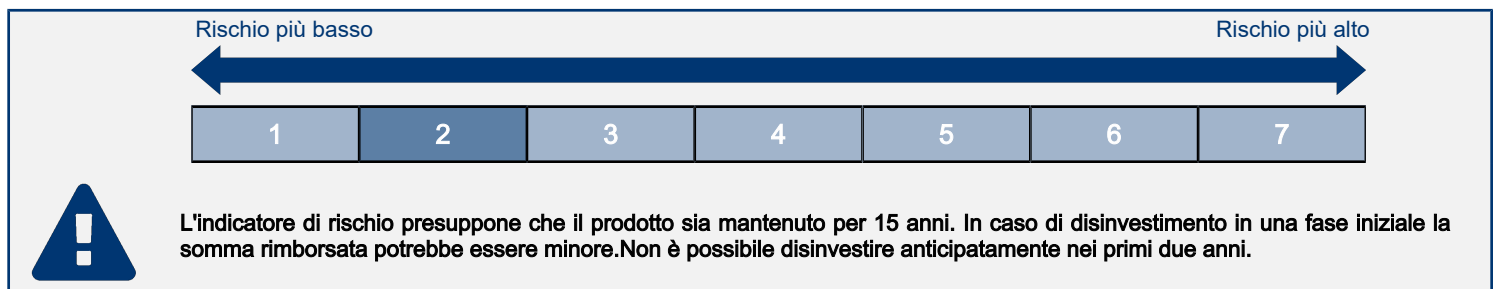 Rischio più basso Rischio più alto
1 2 3 4 5 6 7
L'indicatore di rischio presuppone che il prodotto sia mantenuto per 15 anni. In caso di disinvestimento in una fase iniziale la
somma rimborsata potrebbe essere minore.Non è possibile disinvestire anticipatamente nei primi due anni.